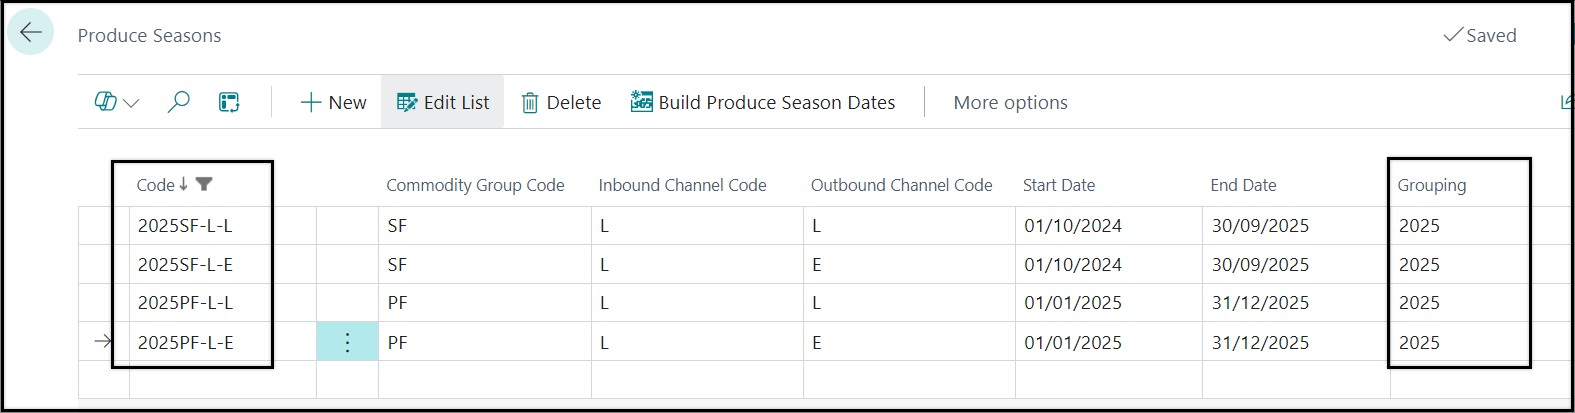 Produce Seasons
Saved
New Edit List Delete Build Produce Season Dates More options
Code Commodity Group Code Inbound Channel Code Outbound Channel Code Start Date End Date Grouping
2025SF-L-L SF L L 01/10/2024 30/09/2025 2025
2025SF-L-E SF L E 01/10/2024 30/09/2025 2025
2025PF-L-L PF L L 01/01/2025 31/12/2025 2025
2025PF-L-E PF L E 01/01/2025 31/12/2025 2025